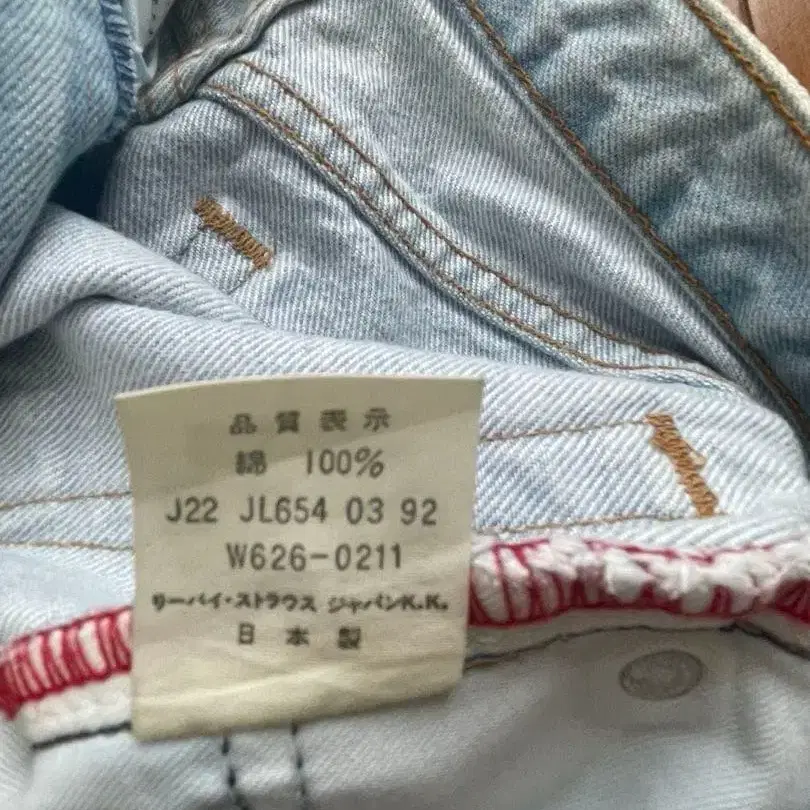 品質表示
綿 100%
J22 JL654 03 92
W626-0211
リーバイ・ストラウス ジャパンK.K.
日本製